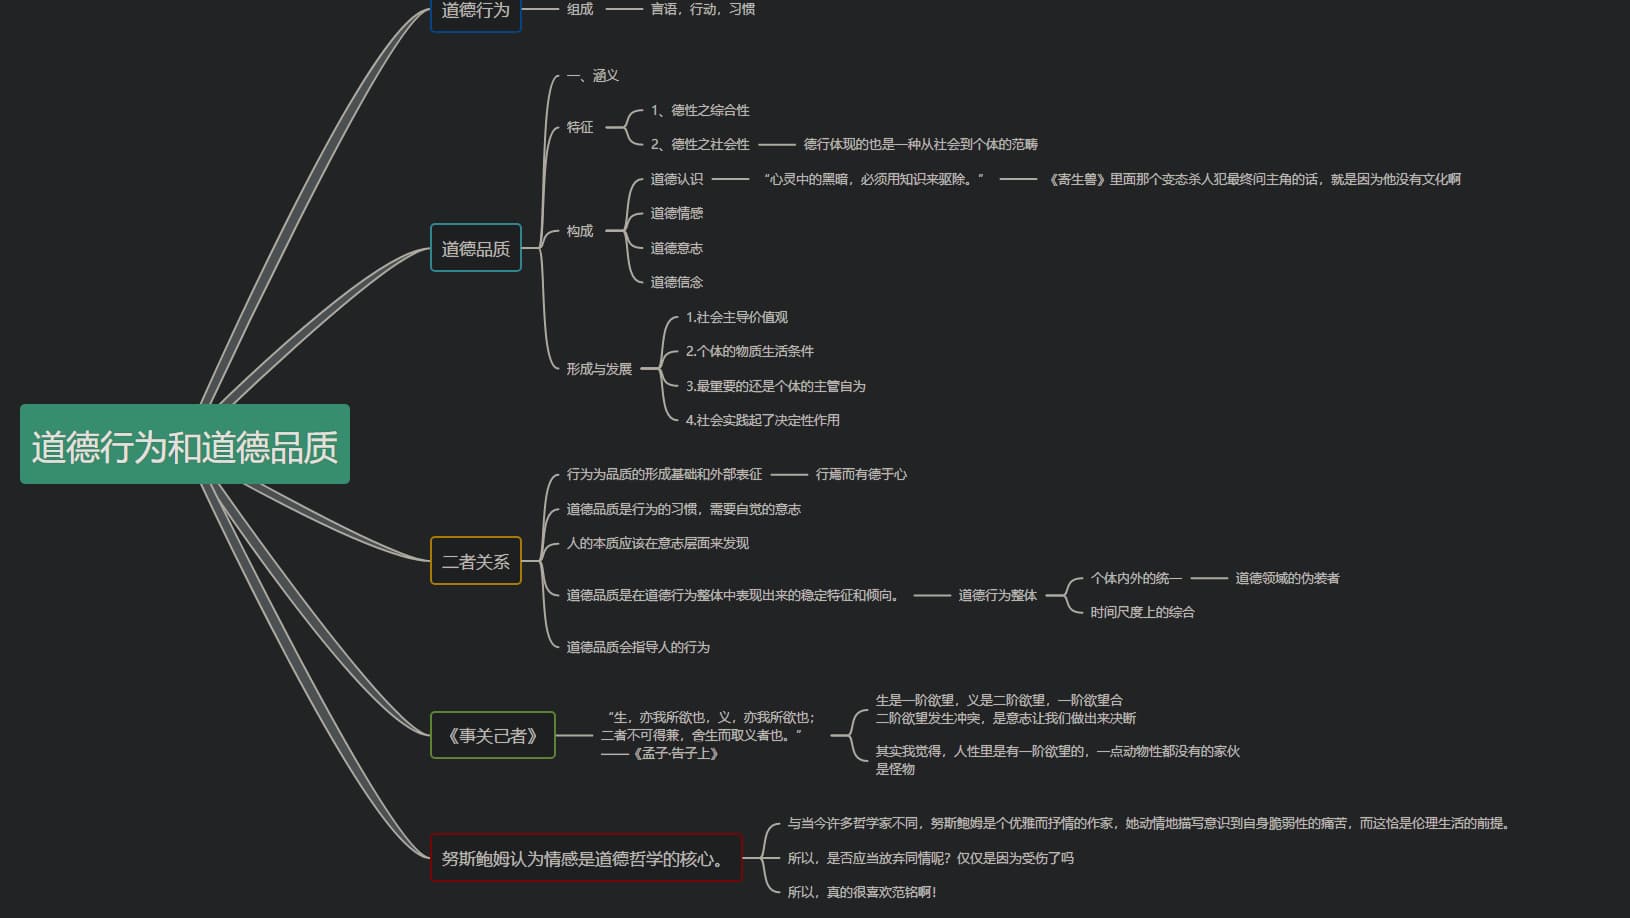 道德行为
组成
言语，行动，习惯
一、涵义
特征
1、德性之综合性
2、德性之社会性
德行体现的也是一种从社会到个体的范畴
道德品质
构成
道德认识
“心灵中的黑暗，必须用知识来驱除。”
《寄生兽》里面那个变态杀人犯最终问主角的话，就是因为他没有文化啊
道德情感
道德意志
道德信念
形成与发展
1.社会主导价值观
2.个体的物质生活条件
3.最重要的还是个体的主管自为
4.社会实践起了决定性作用
道德行为和道德品质
二者关系
行为为品质的形成基础和外部表征
行焉而有德于心
道德品质是行为的习惯，需要自觉的意志
人的本质应该在意志层面来发现
道德品质是在道德行为整体中表现出来的稳定特征和倾向。
道德行为整体
个体内外的统一
道德领域的伪装者
时间尺度上的综合
道德品质会指导人的行为
《事关己者》
“生，亦我所欲也，义，亦我所欲也；
二者不可得兼，舍生而取义者也。”
——《孟子·告子上》
生是一阶欲望，义是二阶欲望，一阶欲望合
二阶欲望发生冲突，是意志让我们做出来决断
其实我觉得，人性里是有一阶欲望的，一点动物性都没有的家伙
是怪物
努斯鲍姆认为情感是道德哲学的核心。
与当今许多哲学家不同，努斯鲍姆是个优雅而抒情的作家，她动情地描写意识到自身脆弱性的痛苦，而这恰是伦理生活的前提。
所以，是否应当放弃同情呢？仅仅是因为受伤了吗
所以，真的很喜欢范铭啊！